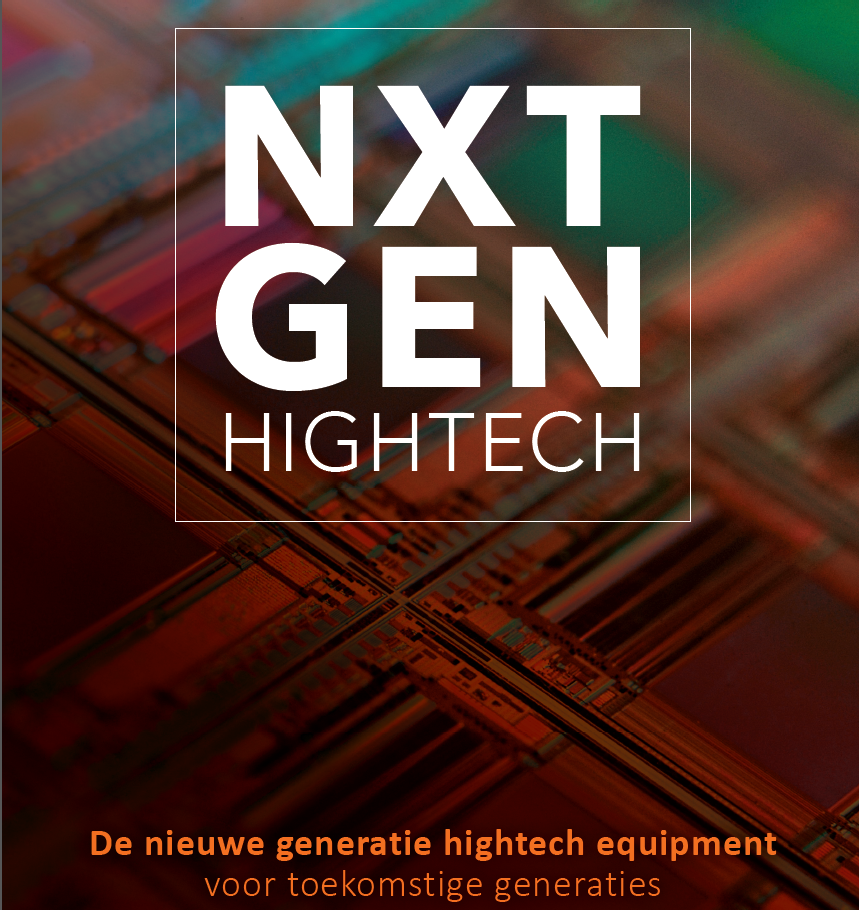 NXT
GEN
HIGHTECH
De nieuwe generatie hightech equipment
voor toekomstige generaties